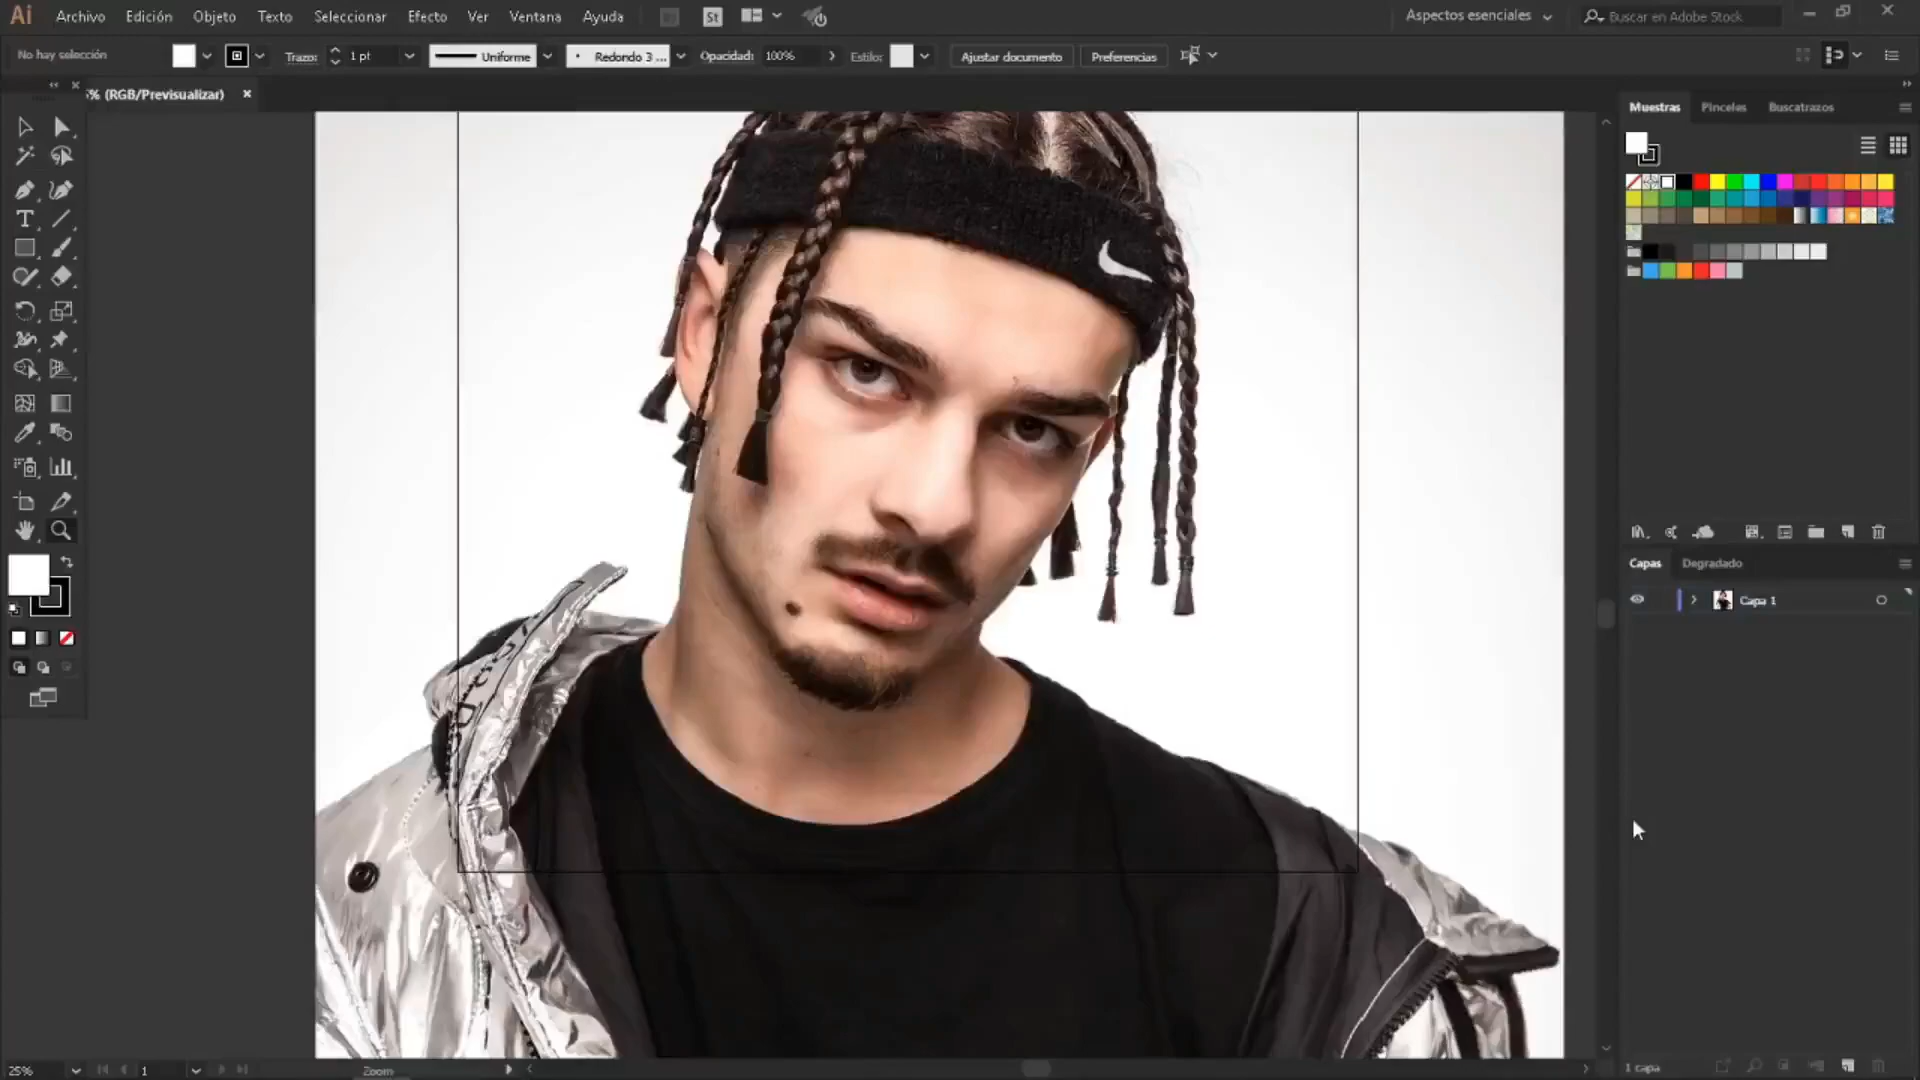 Ai Archivo Edición Objeto Texto Seleccionar Efecto Ver Ventana Ayuda St Aspectos esenciales Buscar en Adobe Stock
No hay selección Trazo: 1 pt Uniforme Redondo 3 ... Opacidad: 100% Estilo: Ajustar documento Preferencias
% (RGB/Previsualizar)
Muestras Pinceles Buscatrazos
Capas Degradado
Capa 1
25% 1 Zoom 1 capa